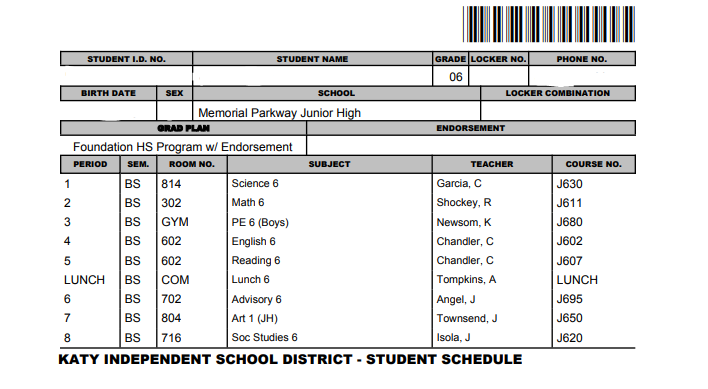 STUDENT I.D. NO. STUDENT NAME GRADE LOCKER NO. PHONE NO.
06
BIRTH DATE SEX SCHOOL LOCKER COMBINATION
Memorial Parkway Junior High
GRAD PLAN ENDORSEMENT
Foundation HS Program w/ Endorsement
PERIOD SEM. ROOM NO. SUBJECT TEACHER COURSE NO.
1 BS 814 Science 6 Garcia, C J630
2 BS 302 Math 6 Shockey, R J611
3 BS GYM PE 6 (Boys) Newsom, K J680
4 BS 602 English 6 Chandler, C J602
5 BS 602 Reading 6 Chandler, C J607
LUNCH BS COM Lunch 6 Tompkins, A LUNCH
6 BS 702 Advisory 6 Angel, J J695
7 BS 804 Art 1 (JH) Townsend, J J650
8 BS 716 Soc Studies 6 Isola, J J620
KATY INDEPENDENT SCHOOL DISTRICT - STUDENT SCHEDULE